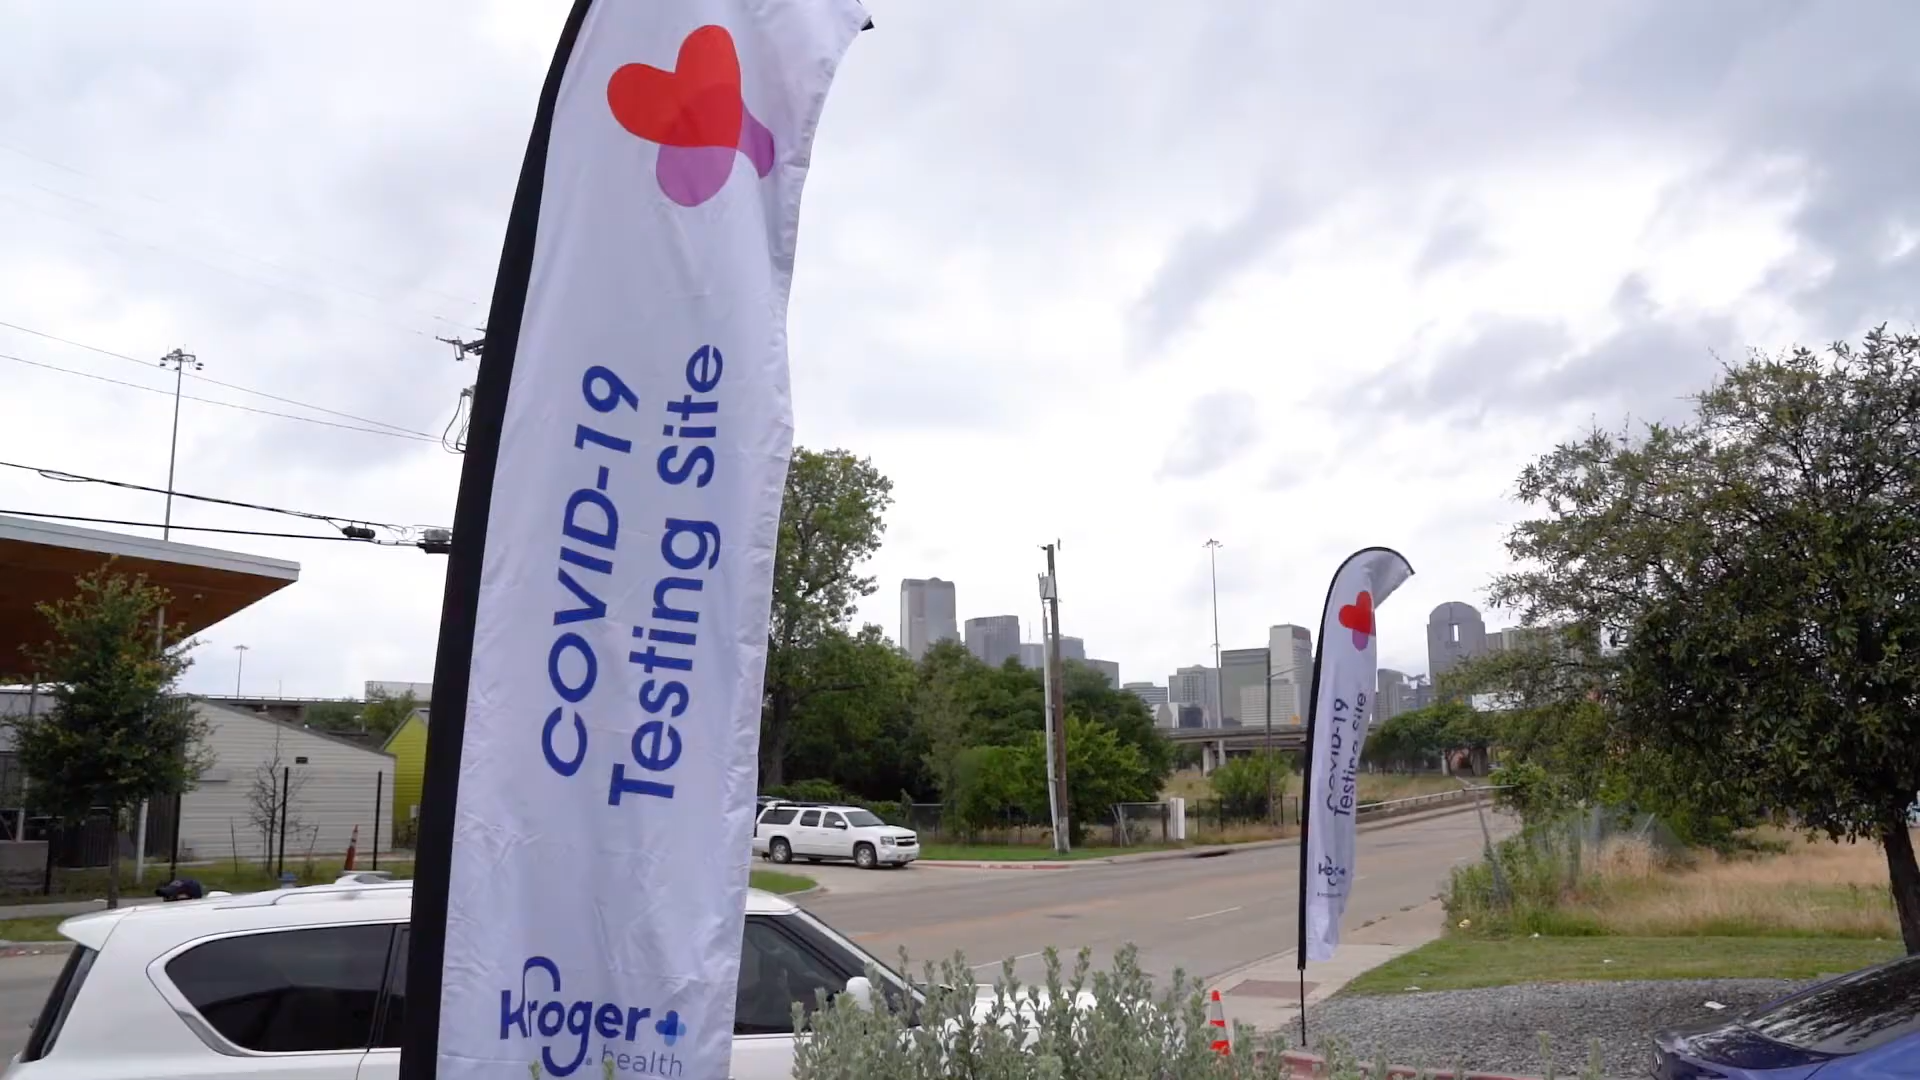 COVID-19
Testing Site
Kroger+
health
COVID-19
Testing Site